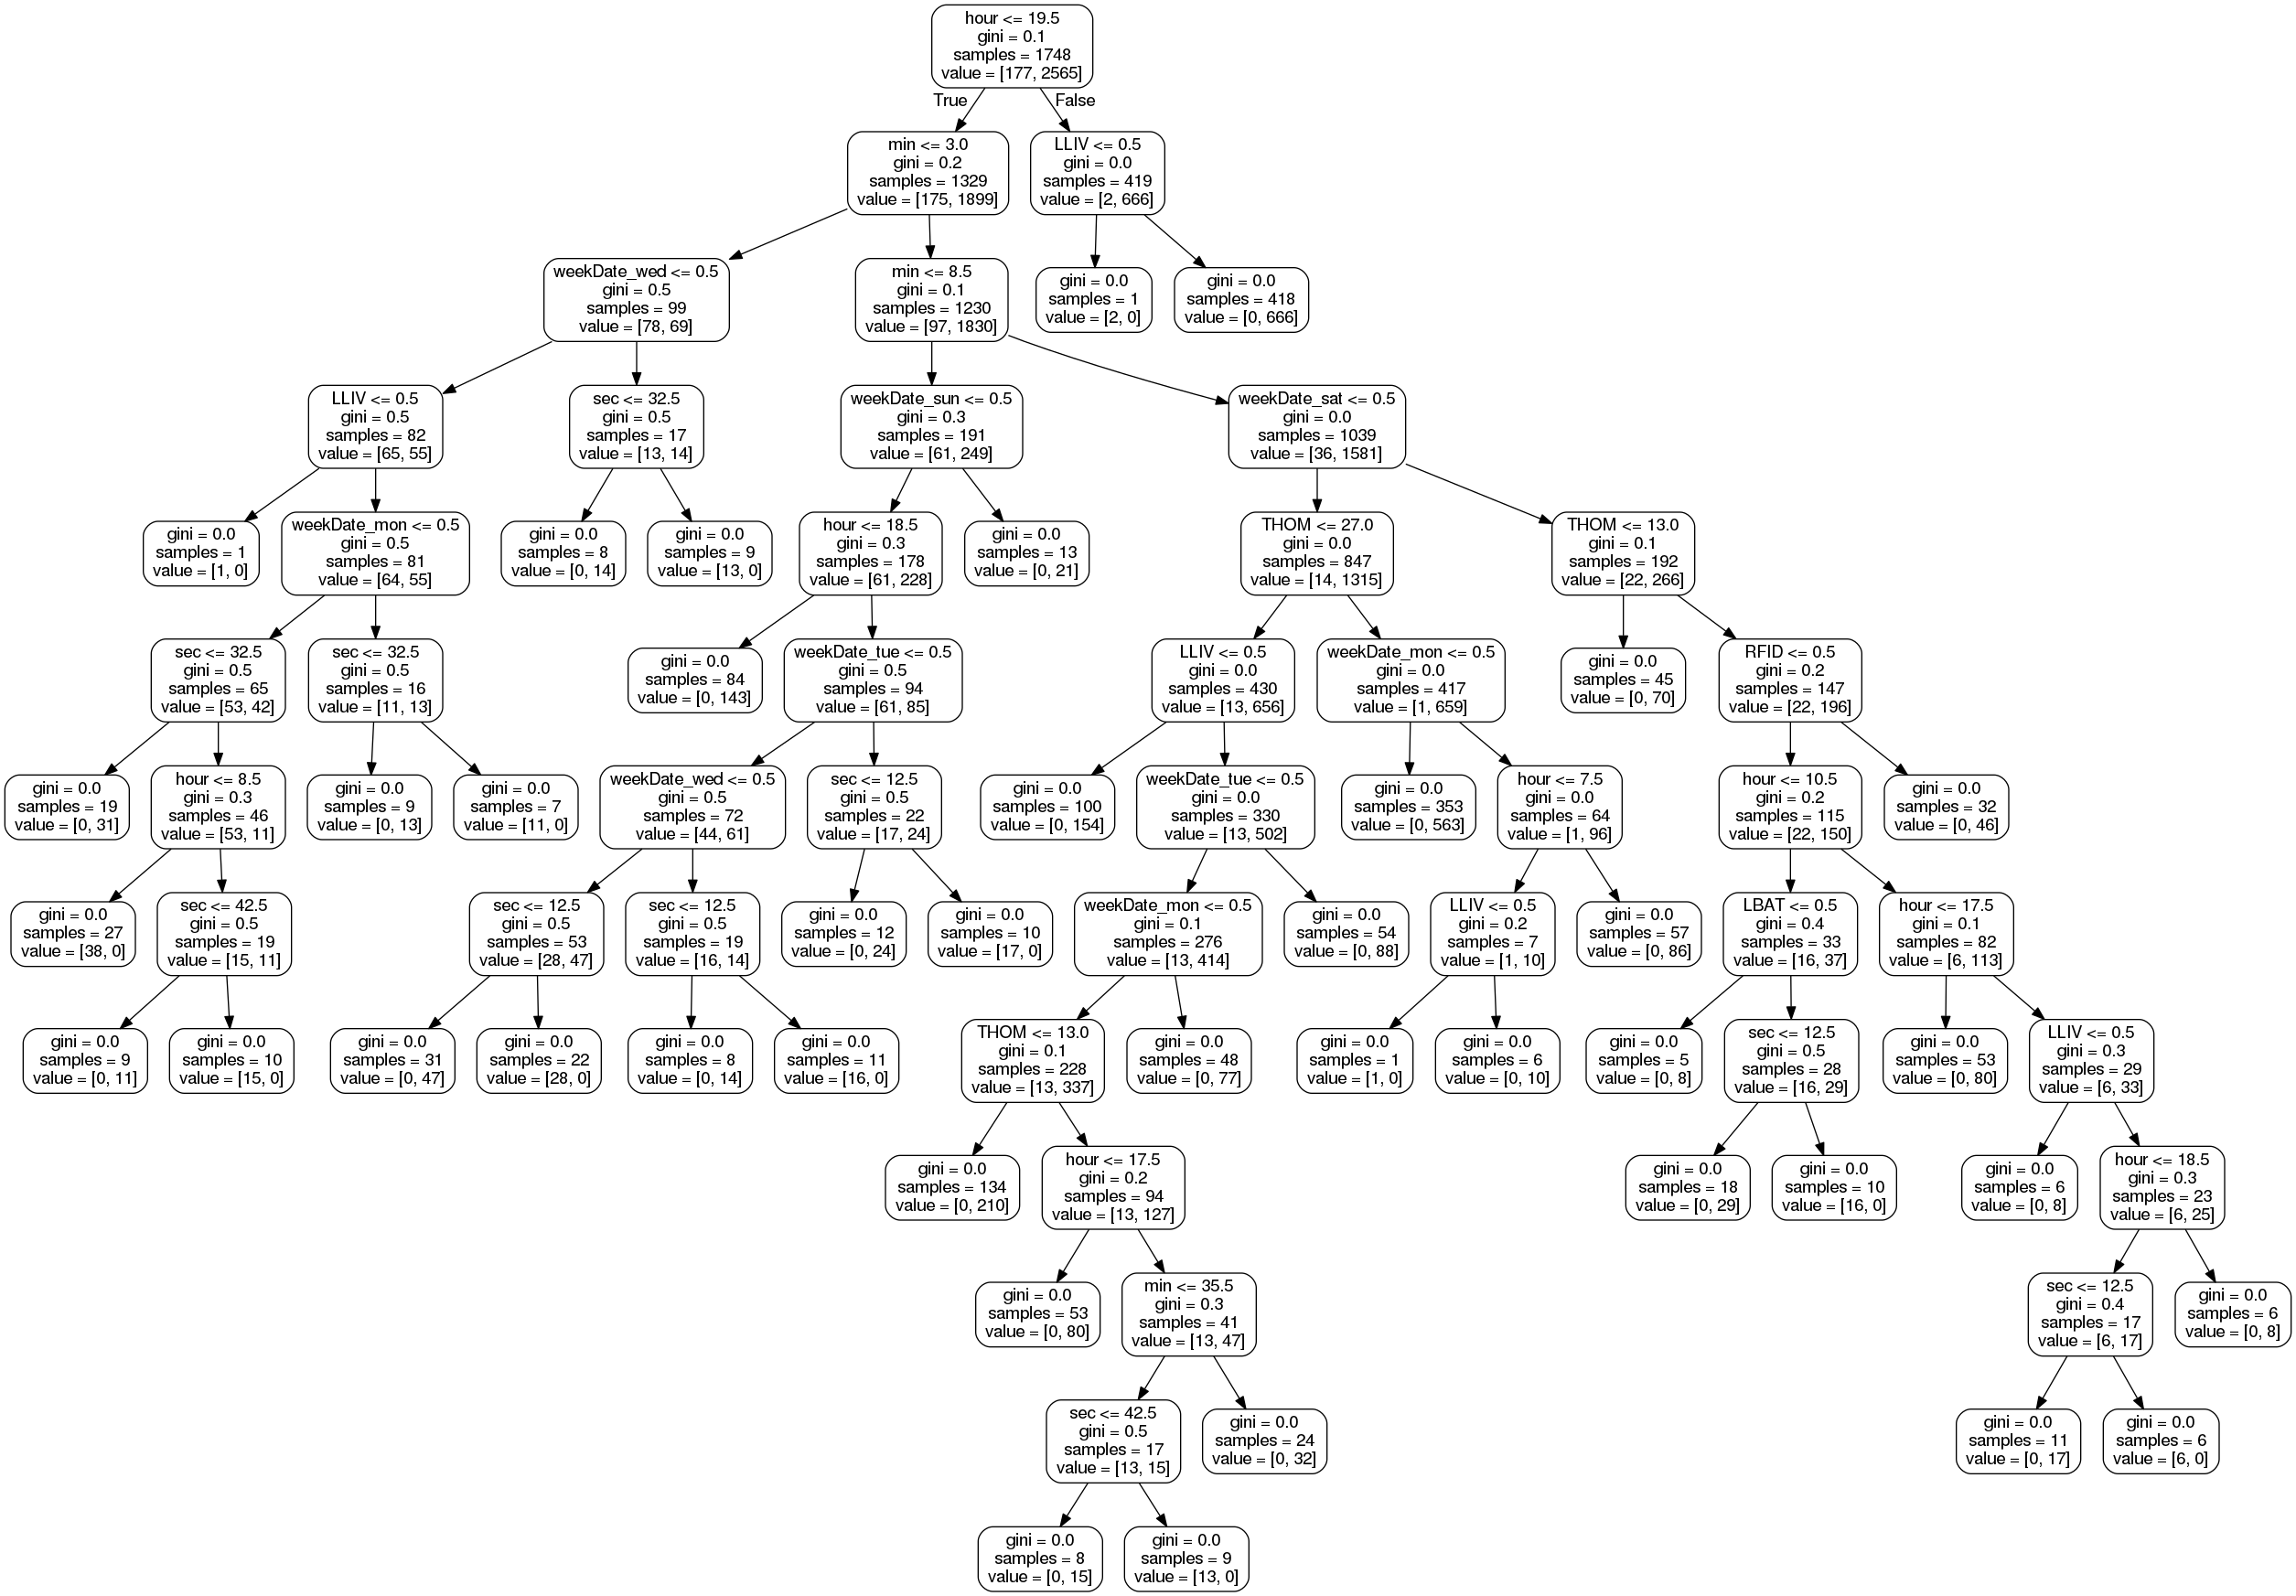 hour <= 19.5
gini = 0.1
samples = 1748
value = [177, 2565]
True
False
min <= 3.0
gini = 0.2
samples = 1329
value = [175, 1899]
LLIV <= 0.5
gini = 0.0
samples = 419
value = [2, 666]
weekDate_wed <= 0.5
gini = 0.5
samples = 99
value = [78, 69]
min <= 8.5
gini = 0.1
samples = 1230
value = [97, 1830]
gini = 0.0
samples = 1
value = [2, 0]
gini = 0.0
samples = 418
value = [0, 666]
LLIV <= 0.5
gini = 0.5
samples = 82
value = [65, 55]
sec <= 32.5
gini = 0.5
samples = 17
value = [13, 14]
weekDate_sun <= 0.5
gini = 0.3
samples = 191
value = [61, 249]
weekDate_sat <= 0.5
gini = 0.0
samples = 1039
value = [36, 1581]
gini = 0.0
samples = 1
value = [1, 0]
weekDate_mon <= 0.5
gini = 0.5
samples = 81
value = [64, 55]
gini = 0.0
samples = 8
value = [0, 14]
gini = 0.0
samples = 9
value = [13, 0]
hour <= 18.5
gini = 0.3
samples = 178
value = [61, 228]
gini = 0.0
samples = 13
value = [0, 21]
THOM <= 27.0
gini = 0.0
samples = 847
value = [14, 1315]
THOM <= 13.0
gini = 0.1
samples = 192
value = [22, 266]
sec <= 32.5
gini = 0.5
samples = 65
value = [53, 42]
sec <= 32.5
gini = 0.5
samples = 16
value = [11, 13]
gini = 0.0
samples = 84
value = [0, 143]
weekDate_tue <= 0.5
gini = 0.5
samples = 94
value = [61, 85]
LLIV <= 0.5
gini = 0.0
samples = 430
value = [13, 656]
weekDate_mon <= 0.5
gini = 0.0
samples = 417
value = [1, 659]
gini = 0.0
samples = 45
value = [0, 70]
RFID <= 0.5
gini = 0.2
samples = 147
value = [22, 196]
gini = 0.0
samples = 19
value = [0, 31]
hour <= 8.5
gini = 0.3
samples = 46
value = [53, 11]
gini = 0.0
samples = 9
value = [0, 13]
gini = 0.0
samples = 7
value = [11, 0]
weekDate_wed <= 0.5
gini = 0.5
samples = 72
value = [44, 61]
sec <= 12.5
gini = 0.5
samples = 22
value = [17, 24]
gini = 0.0
samples = 100
value = [0, 154]
weekDate_tue <= 0.5
gini = 0.0
samples = 330
value = [13, 502]
gini = 0.0
samples = 353
value = [0, 563]
hour <= 7.5
gini = 0.0
samples = 64
value = [1, 96]
hour <= 10.5
gini = 0.2
samples = 115
value = [22, 150]
gini = 0.0
samples = 32
value = [0, 46]
gini = 0.0
samples = 27
value = [38, 0]
sec <= 42.5
gini = 0.5
samples = 19
value = [15, 11]
sec <= 12.5
gini = 0.5
samples = 53
value = [28, 47]
sec <= 12.5
gini = 0.5
samples = 19
value = [16, 14]
gini = 0.0
samples = 12
value = [0, 24]
gini = 0.0
samples = 10
value = [17, 0]
weekDate_mon <= 0.5
gini = 0.1
samples = 276
value = [13, 414]
gini = 0.0
samples = 54
value = [0, 88]
LLIV <= 0.5
gini = 0.2
samples = 7
value = [1, 10]
gini = 0.0
samples = 57
value = [0, 86]
LBAT <= 0.5
gini = 0.4
samples = 33
value = [16, 37]
hour <= 17.5
gini = 0.1
samples = 82
value = [6, 113]
gini = 0.0
samples = 9
value = [0, 11]
gini = 0.0
samples = 10
value = [15, 0]
gini = 0.0
samples = 31
value = [0, 47]
gini = 0.0
samples = 22
value = [28, 0]
gini = 0.0
samples = 8
value = [0, 14]
gini = 0.0
samples = 11
value = [16, 0]
THOM <= 13.0
gini = 0.1
samples = 228
value = [13, 337]
gini = 0.0
samples = 48
value = [0, 77]
gini = 0.0
samples = 1
value = [1, 0]
gini = 0.0
samples = 6
value = [0, 10]
gini = 0.0
samples = 5
value = [0, 8]
sec <= 12.5
gini = 0.5
samples = 28
value = [16, 29]
gini = 0.0
samples = 53
value = [0, 80]
LLIV <= 0.5
gini = 0.3
samples = 29
value = [6, 33]
gini = 0.0
samples = 134
value = [0, 210]
hour <= 17.5
gini = 0.2
samples = 94
value = [13, 127]
gini = 0.0
samples = 18
value = [0, 29]
gini = 0.0
samples = 10
value = [16, 0]
gini = 0.0
samples = 6
value = [0, 8]
hour <= 18.5
gini = 0.3
samples = 23
value = [6, 25]
gini = 0.0
samples = 53
value = [0, 80]
min <= 35.5
gini = 0.3
samples = 41
value = [13, 47]
sec <= 12.5
gini = 0.4
samples = 17
value = [6, 17]
gini = 0.0
samples = 6
value = [0, 8]
sec <= 42.5
gini = 0.5
samples = 17
value = [13, 15]
gini = 0.0
samples = 24
value = [0, 32]
gini = 0.0
samples = 11
value = [0, 17]
gini = 0.0
samples = 6
value = [6, 0]
gini = 0.0
samples = 8
value = [0, 15]
gini = 0.0
samples = 9
value = [13, 0]